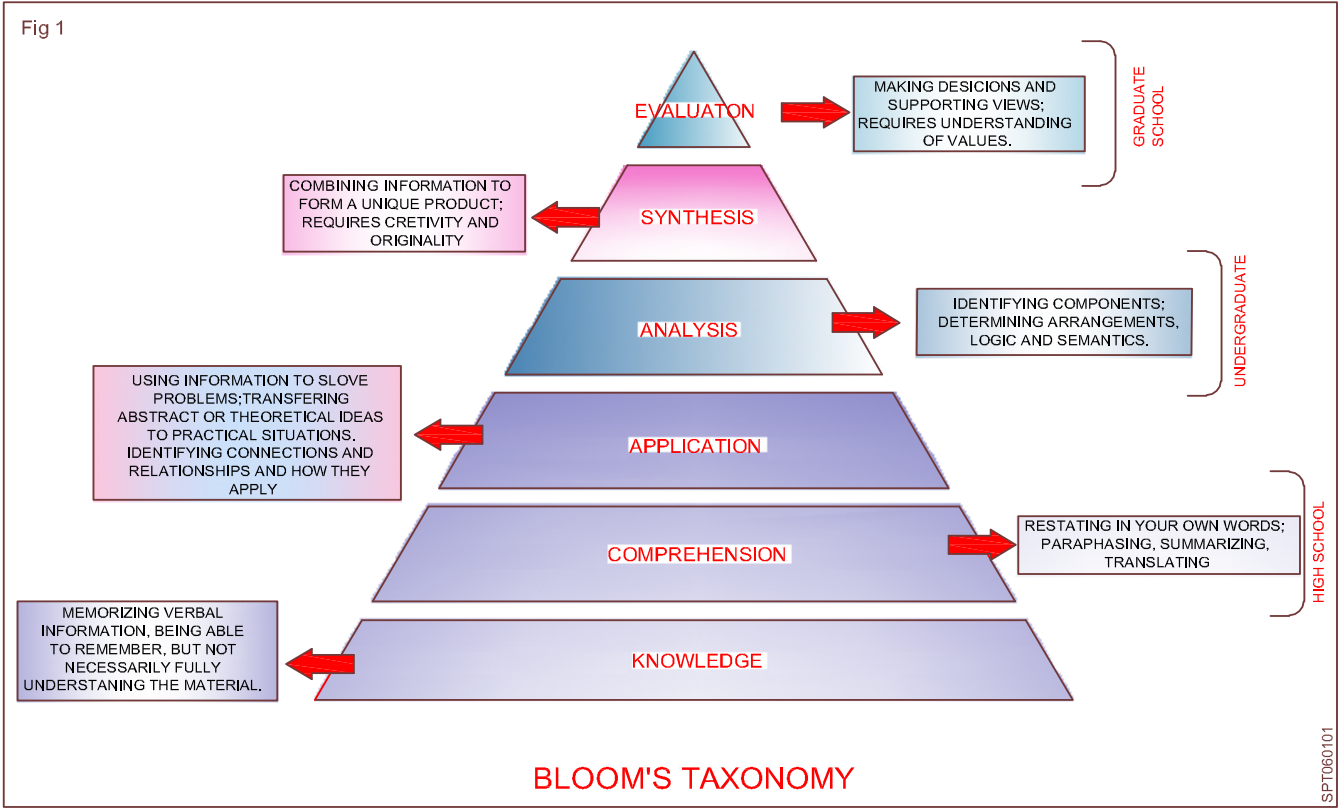 Fig 1
EVALUATON
MAKING DESICIONS AND
SUPPORTING VIEWS;
REQUIRES UNDERSTANDING
OF VALUES.
GRADUATE
SCHOOL
COMBINING INFORMATION TO
FORM A UNIQUE PRODUCT;
REQUIRES CRETIVITY AND
ORIGINALITY
SYNTHESIS
ANALYSIS
IDENTIFYING COMPONENTS;
DETERMINING ARRANGEMENTS,
LOGIC AND SEMANTICS.
UNDERGRADUATE
USING INFORMATION TO SLOVE
PROBLEMS;TRANSFERING
ABSTRACT OR THEORETICAL IDEAS
TO PRACTICAL SITUATIONS.
IDENTIFYING CONNECTIONS AND
RELATIONSHIPS AND HOW THEY
APPLY
APPLICATION
COMPREHENSION
RESTATING IN YOUR OWN WORDS;
PARAPHASING, SUMMARIZING,
TRANSLATING
HIGH SCHOOL
MEMORIZING VERBAL
INFORMATION, BEING ABLE
TO REMEMBER, BUT NOT
NECESSARILY FULLY
UNDERSTANING THE MATERIAL.
KNOWLEDGE
BLOOM'S TAXONOMY
SPT060101